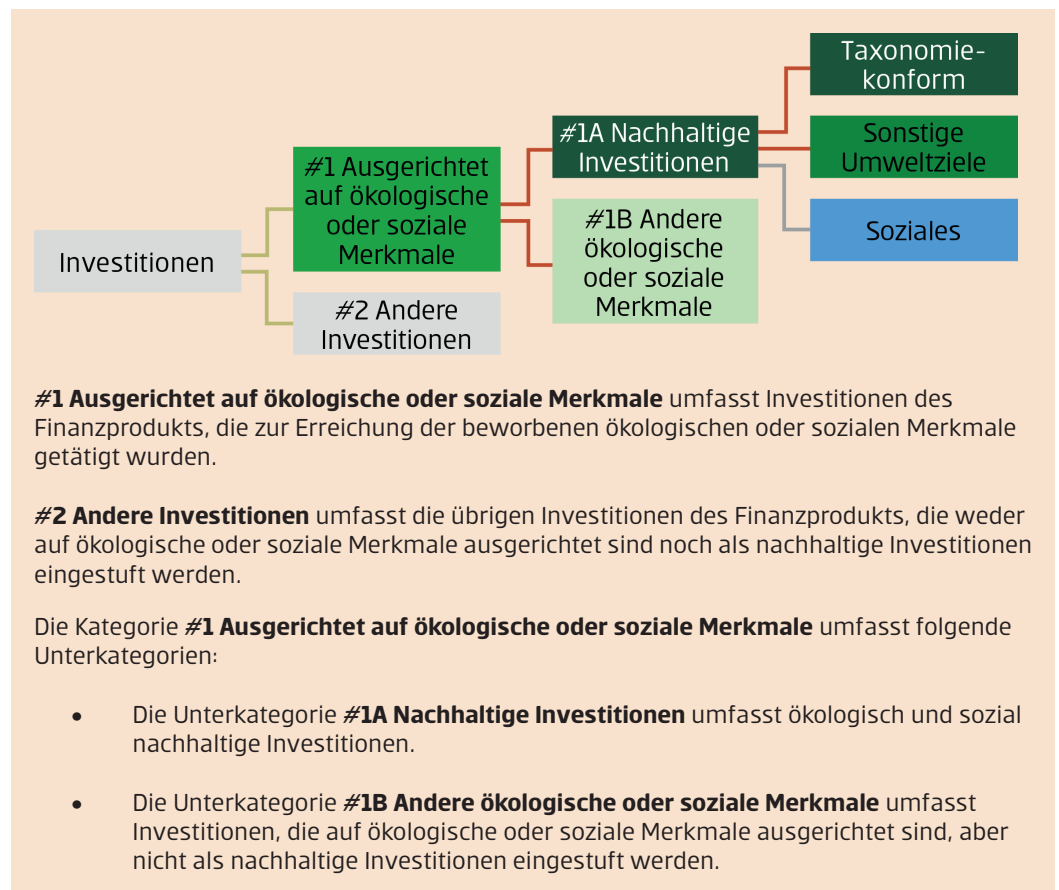 Taxonomie-
konform
#1A Nachhaltige
Investitionen
Sonstige
Umweltziele
#1 Ausgerichtet
auf ökologische
oder soziale
Merkmale
#1B Andere
ökologische
oder soziale
Merkmale
Soziales
Investitionen
#2 Andere
Investitionen
#1 Ausgerichtet auf ökologische oder soziale Merkmale umfasst Investitionen des
Finanzprodukts, die zur Erreichung der beworbenen ökologischen oder sozialen Merkmale
getätigt wurden.
#2 Andere Investitionen umfasst die übrigen Investitionen des Finanzprodukts, die weder
auf ökologische oder soziale Merkmale ausgerichtet sind noch als nachhaltige Investitionen
eingestuft werden.
Die Kategorie #1 Ausgerichtet auf ökologische oder soziale Merkmale umfasst folgende
Unterkategorien:
• Die Unterkategorie #1A Nachhaltige Investitionen umfasst ökologisch und sozial
nachhaltige Investitionen.
• Die Unterkategorie #1B Andere ökologische oder soziale Merkmale umfasst
Investitionen, die auf ökologische oder soziale Merkmale ausgerichtet sind, aber
nicht als nachhaltige Investitionen eingestuft werden.